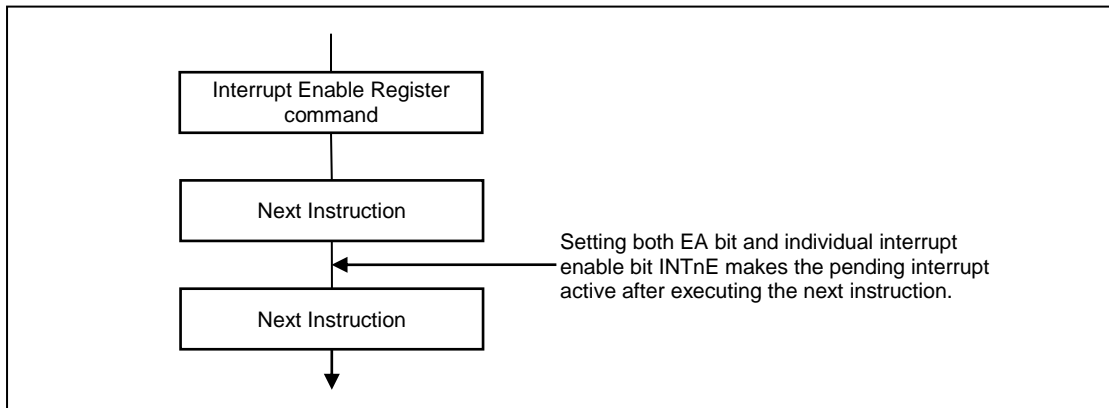 Interrupt Enable Register
command
Next Instruction
Setting both EA bit and individual interrupt
enable bit INTnE makes the pending interrupt
active after executing the next instruction.
Next Instruction